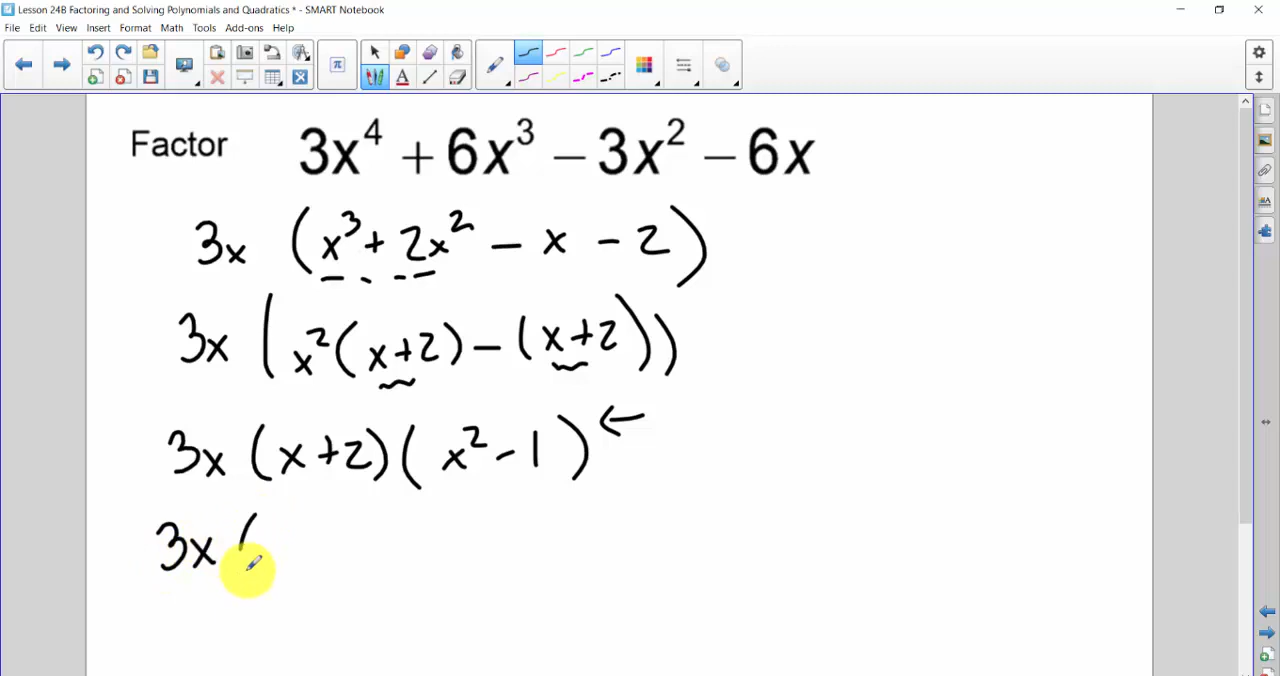 Lesson 24B Factoring and Solving Polynomials and Quadratics * - SMART Notebook
File Edit View Insert Format Math Tools Add-ons Help
Factor 3x⁴ + 6x³ − 3x² − 6x
3x (x³ + 2x² − x − 2)
3x (x²(x+2) − (x+2))
3x (x+2)(x² − 1) ←
3x (